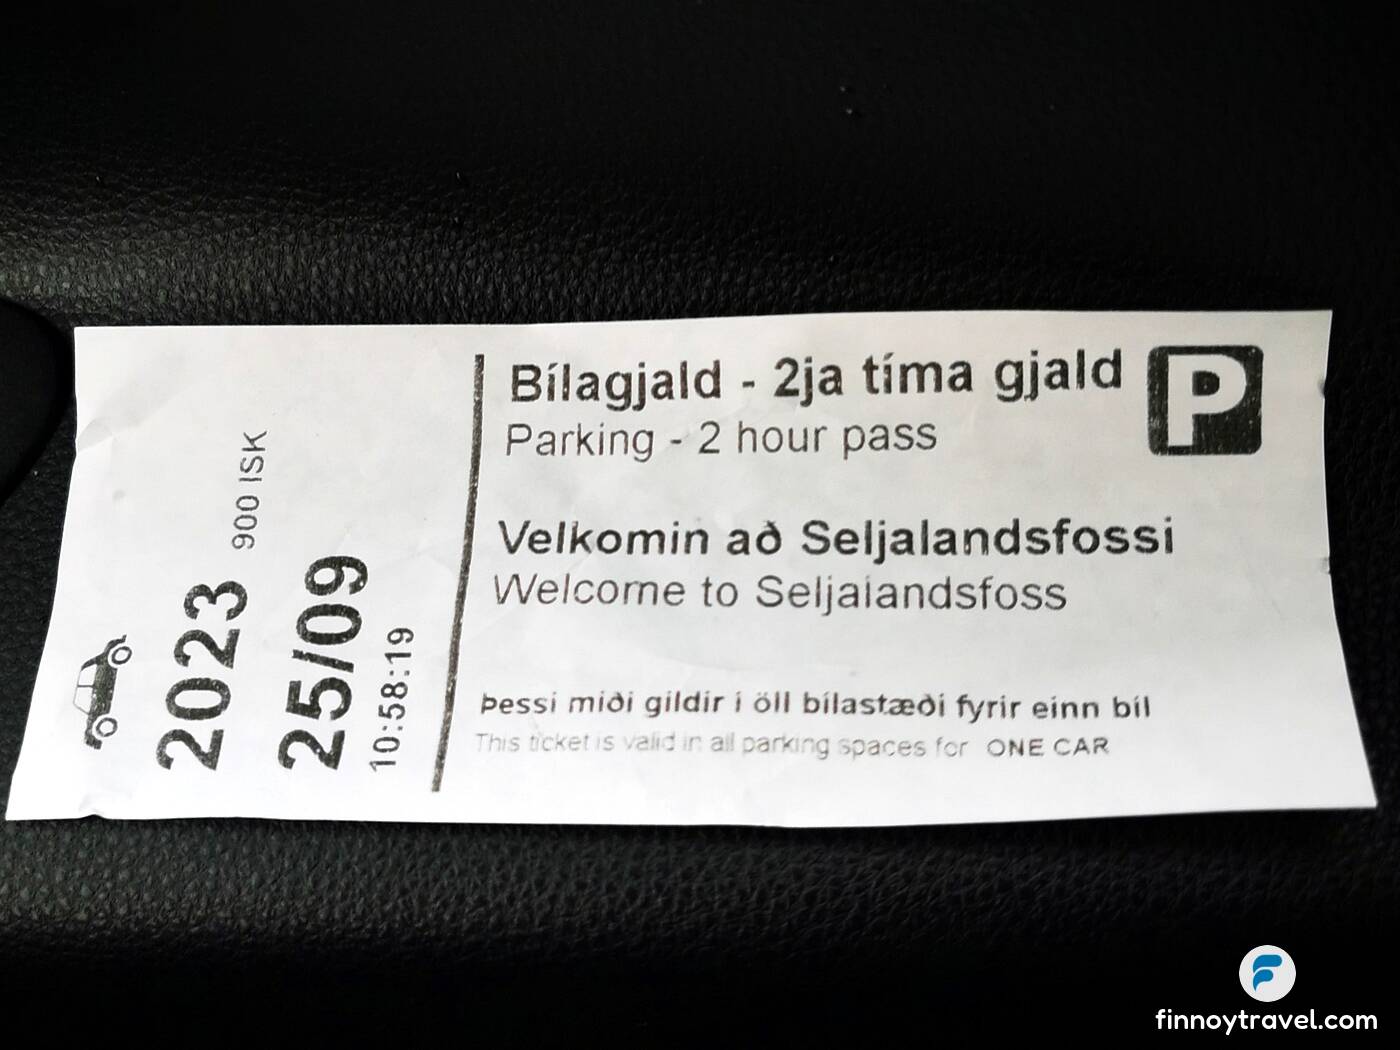 2023
900 ISK
25/09
10:58:19
Bílagjald - 2ja tíma gjald
P
Parking - 2 hour pass
Velkomin að Seljalandsfossi
Welcome to Seljalandsfoss
Þessi miði gildir í öll bílastæði fyrir einn bíl
This ticket is valid in all parking spaces for ONE CAR
finnoytravel.com